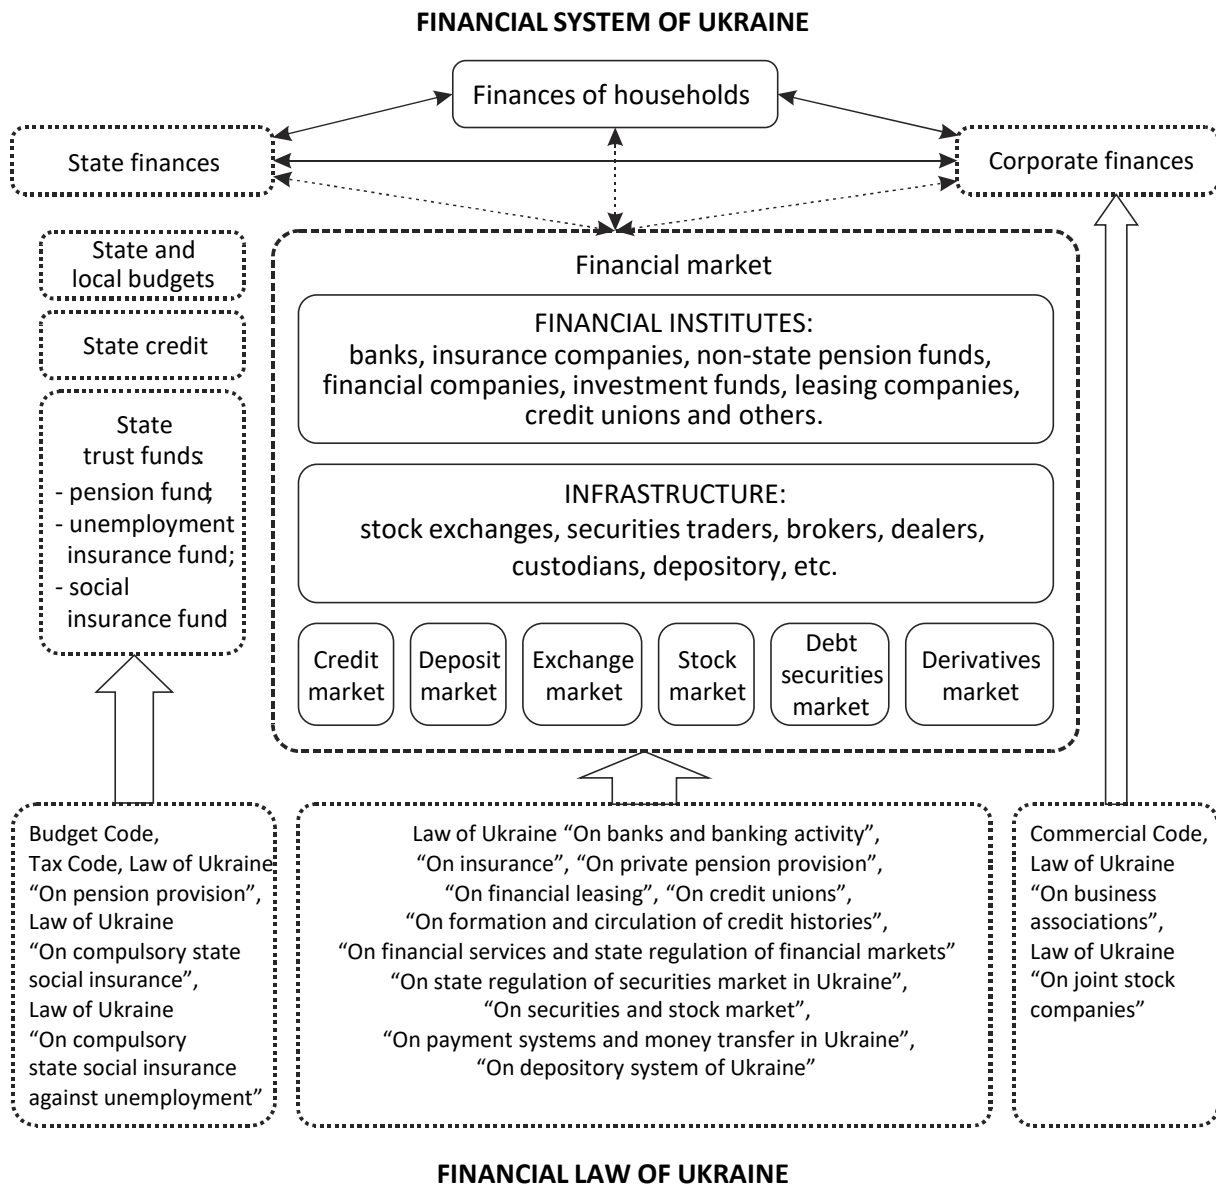 FINANCIAL SYSTEM OF UKRAINE
Finances of households
State finances
Corporate finances
State and
local budgets
State credit
State
trust funds:
- pension fund;
- unemployment
insurance fund;
- social
insurance fund
Financial market
FINANCIAL INSTITUTES:
banks, insurance companies, non-state pension funds,
financial companies, investment funds, leasing companies,
credit unions and others.
INFRASTRUCTURE:
stock exchanges, securities traders, brokers, dealers,
custodians, depository, etc.
Credit
market
Deposit
market
Exchange
market
Stock
market
Debt
securities
market
Derivatives
market
Budget Code,
Tax Code, Law of Ukraine
“On pension provision”,
Law of Ukraine
“On compulsory state
social insurance”,
Law of Ukraine
“On compulsory
state social insurance
against unemployment”
Law of Ukraine “On banks and banking activity”,
“On insurance”, “On private pension provision”,
“On financial leasing”, “On credit unions”,
“On formation and circulation of credit histories”,
“On financial services and state regulation of financial markets”
“On state regulation of securities market in Ukraine”,
“On securities and stock market”,
“On payment systems and money transfer in Ukraine”,
“On depository system of Ukraine”
Commercial Code,
Law of Ukraine
“On business
associations”,
Law of Ukraine
“On joint stock
companies”
FINANCIAL LAW OF UKRAINE